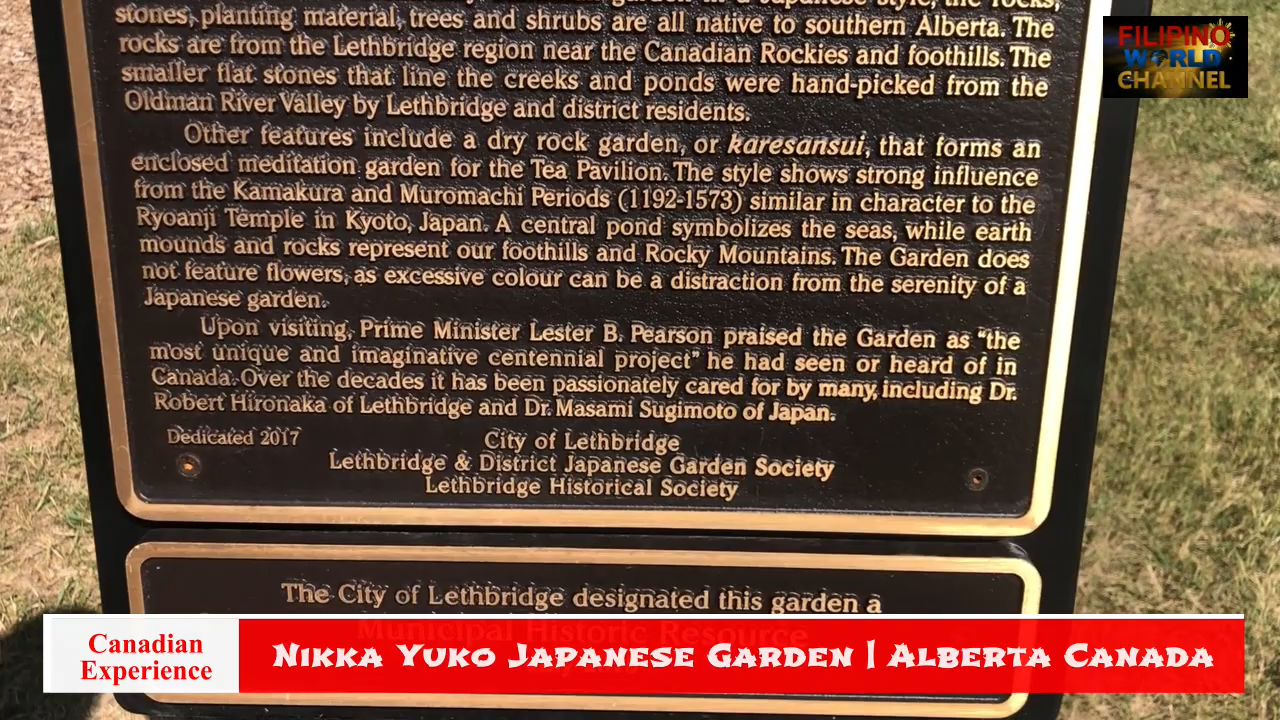 garden in a Japanese style, the rocks,
stones, planting material, trees and shrubs are all native to southern Alberta. The
rocks are from the Lethbridge region near the Canadian Rockies and foothills. The
smaller flat stones that line the creeks and ponds were hand-picked from the
Oldman River Valley by Lethbridge and district residents.
Other features include a dry rock garden, or karesansui, that forms an
enclosed meditation garden for the Tea Pavilion. The style shows strong influence
from the Kamakura and Muromachi Periods (1192-1573) similar in character to the
Ryoanji Temple in Kyoto, Japan. A central pond symbolizes the seas, while earth
mounds and rocks represent our foothills and Rocky Mountains. The Garden does
not feature flowers, as excessive colour can be a distraction from the serenity of a
Japanese garden.
Upon visiting, Prime Minister Lester B. Pearson praised the Garden as “the
most unique and imaginative centennial project” he had seen or heard of in
Canada. Over the decades it has been passionately cared for by many, including Dr.
Robert Hironaka of Lethbridge and Dr. Masami Sugimoto of Japan.
Dedicated 2017
City of Lethbridge
Lethbridge & District Japanese Garden Society
Lethbridge Historical Society
The City of Lethbridge designated this garden a
Municipal Historic Resource
FILIPINO
WORLD
CHANNEL
Canadian
Experience
Nikka Yuko Japanese Garden | Alberta Canada